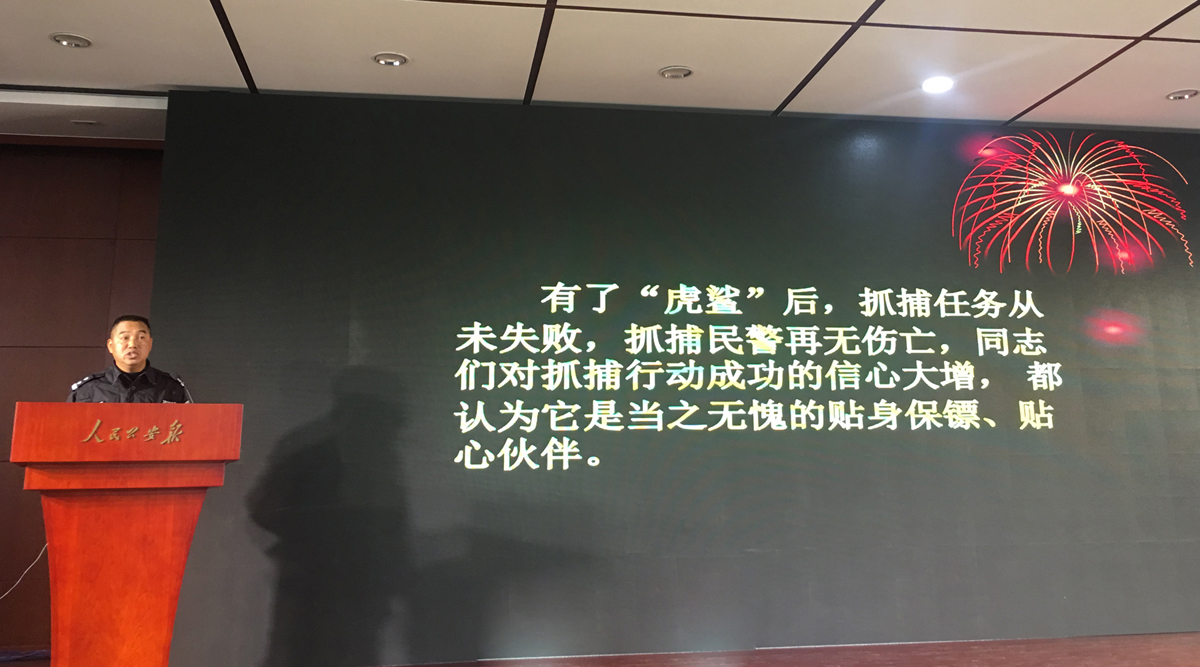 人民公安报
有了“虎鲨”后，抓捕任务从
未失败，抓捕民警再无伤亡，同志
们对抓捕行动成功的信心大增， 都
认为它是当之无愧的贴身保镖、贴
心伙伴。